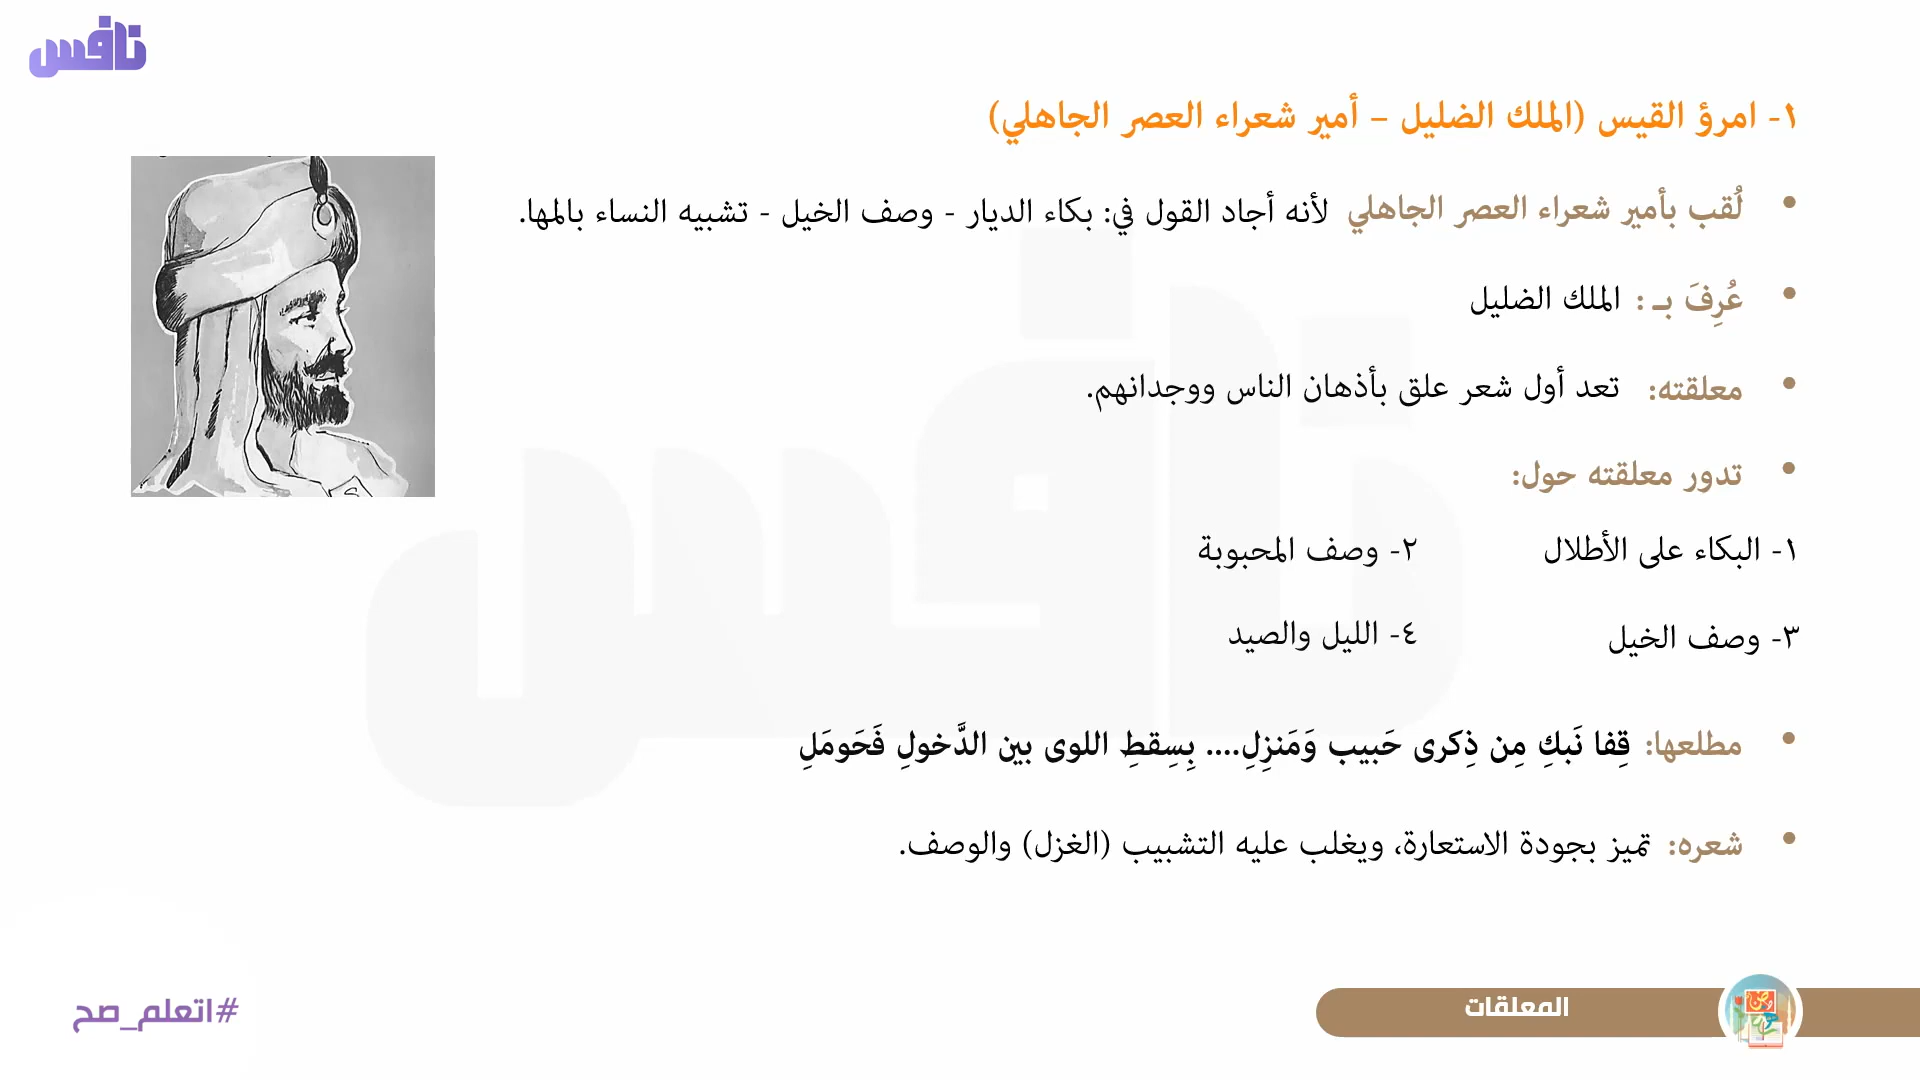 نافس
١- امرؤ القيس (الملك الضليل – أمير شعراء العصر الجاهلي)
• لُقب بأمير شعراء العصر الجاهلي لأنه أجاد القول في: بكاء الديار - وصف الخيل - تشبيه النساء بالمها.
• عُرِفَ بـ : الملك الضليل
• معلقته: تعد أول شعر علق بأذهان الناس ووجدانهم.
• تدور معلقته حول:
١- البكاء على الأطلال ٢- وصف المحبوبة
٣- وصف الخيل ٤- الليل والصيد
• مطلعها: قِفا نَبكِ مِن ذِكرى حَبيب وَمَنزِلِ.... بِسِقطِ اللوى بين الدَّخولِ فَحَومَلِ
• شعره: تميز بجودة الاستعارة، ويغلب عليه التشبيب (الغزل) والوصف.
المعلقات
#اتعلم_صح